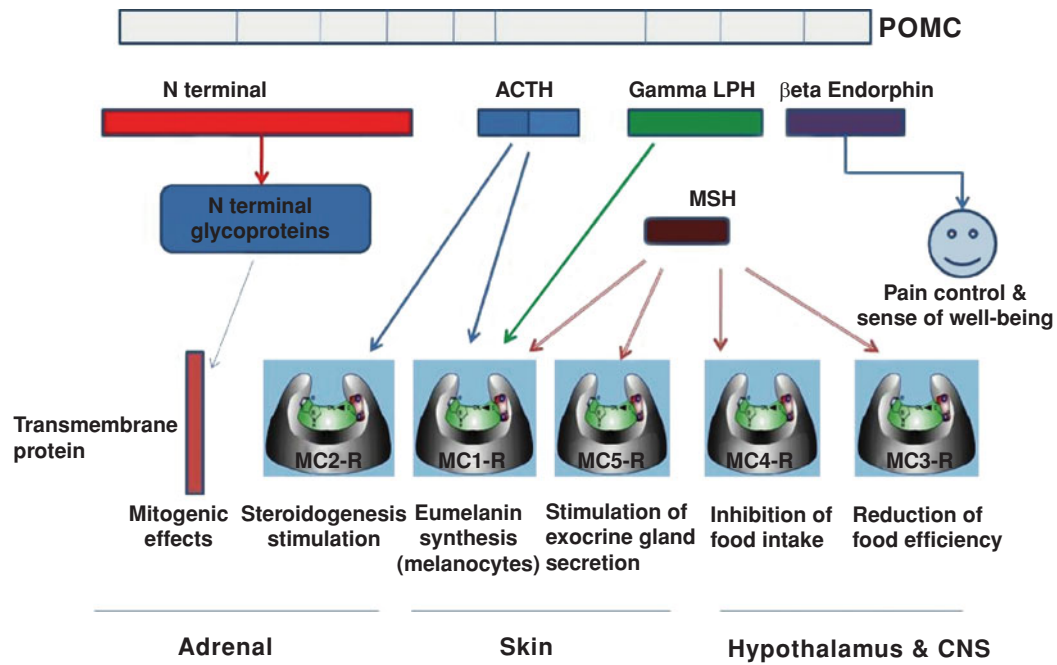 POMC
N terminal
ACTH
Gamma LPH
βeta Endorphin
N terminal
glycoproteins
MSH
Pain control &
sense of well-being
Transmembrane
protein
MC2-R
MC1-R
MC5-R
MC4-R
MC3-R
Mitogenic
effects
Steroidogenesis
stimulation
Eumelanin
synthesis
(melanocytes)
Stimulation of
exocrine gland
secretion
Inhibition of
food intake
Reduction of
food efficiency
Adrenal
Skin
Hypothalamus & CNS